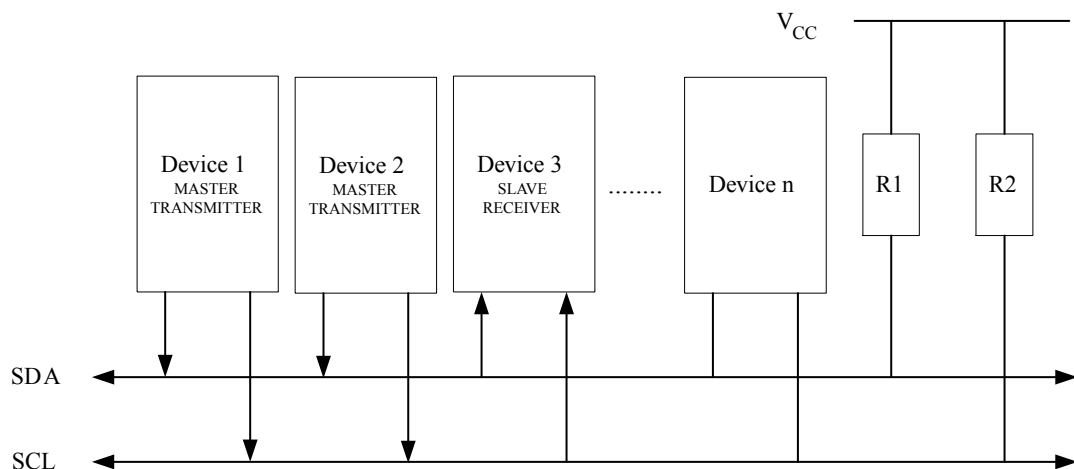 VCC
Device 1
MASTER
TRANSMITTER
Device 2
MASTER
TRANSMITTER
Device 3
SLAVE
RECEIVER
........
Device n
R1
R2
SDA
SCL